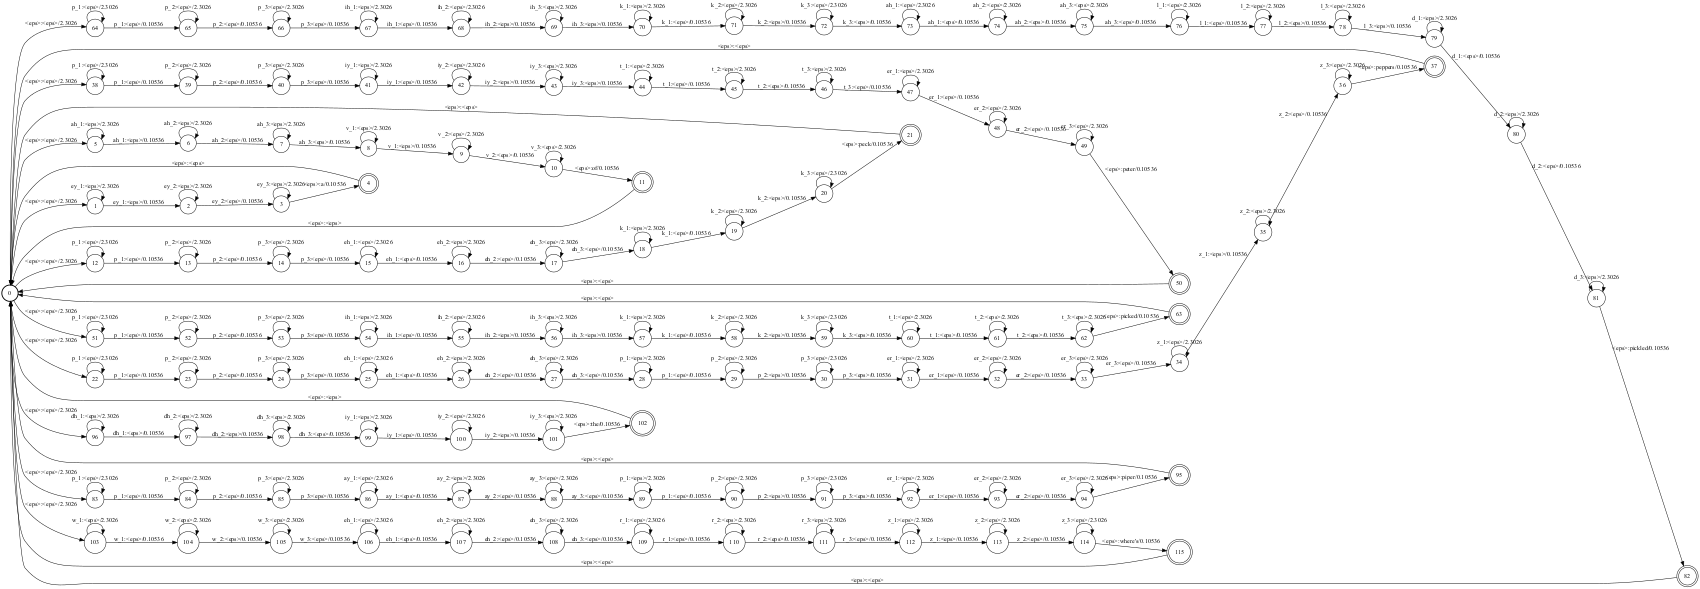 p_1:<eps>/2.3026 p_2:<eps>/2.3026 p_3:<eps>/2.3026 ih_1:<eps>/2.3026 ih_2:<eps>/2.3026 ih_3:<eps>/2.3026 k_1:<eps>/2.3026 k_2:<eps>/2.3026 k_3:<eps>/2.3026 ah_1:<eps>/2.3026 ah_2:<eps>/2.3026 ah_3:<eps>/2.3026 l_1:<eps>/2.3026 l_2:<eps>/2.3026 l_3:<eps>/2.3026 d_1:<eps>/2.3026
<eps>:<eps>/2.3026 64 p_1:<eps>/0.10536 65 p_2:<eps>/0.10536 66 p_3:<eps>/0.10536 67 ih_1:<eps>/0.10536 68 ih_2:<eps>/0.10536 69 ih_3:<eps>/0.10536 70 k_1:<eps>/0.10536 71 k_2:<eps>/0.10536 72 k_3:<eps>/0.10536 73 ah_1:<eps>/0.10536 74 ah_2:<eps>/0.10536 75 ah_3:<eps>/0.10536 76 l_1:<eps>/0.10536 77 l_2:<eps>/0.10536 78 l_3:<eps>/0.10536 79 d_1:<eps>/0.10536
<eps>:<eps>
p_1:<eps>/2.3026 p_2:<eps>/2.3026 p_3:<eps>/2.3026 iy_1:<eps>/2.3026 iy_2:<eps>/2.3026 iy_3:<eps>/2.3026 t_1:<eps>/2.3026 t_2:<eps>/2.3026 t_3:<eps>/2.3026 er_1:<eps>/2.3026 z_3:<eps>/2.3026 <eps>:peppers/0.10536 37
<eps>:<eps>/2.3026 38 p_1:<eps>/0.10536 39 p_2:<eps>/0.10536 40 p_3:<eps>/0.10536 41 iy_1:<eps>/0.10536 42 iy_2:<eps>/0.10536 43 iy_3:<eps>/0.10536 44 t_1:<eps>/0.10536 45 t_2:<eps>/0.10536 46 t_3:<eps>/0.10536 47 er_1:<eps>/0.10536 36
<eps>:<eps> er_2:<eps>/2.3026 z_2:<eps>/0.10536 d_2:<eps>/2.3026
ah_1:<eps>/2.3026 ah_2:<eps>/2.3026 ah_3:<eps>/2.3026 v_1:<eps>/2.3026 v_2:<eps>/2.3026 21 48 er_2:<eps>/0.10536 er_3:<eps>/2.3026 80
<eps>:<eps>/2.3026 5 ah_1:<eps>/0.10536 6 ah_2:<eps>/0.10536 7 ah_3:<eps>/0.10536 8 v_1:<eps>/0.10536 9 v_2:<eps>/0.10536 v_3:<eps>/2.3026 <eps>:peck/0.10536 49
<eps>:<eps> 10 <eps>:of/0.10536 k_3:<eps>/2.3026 <eps>:peter/0.10536 d_2:<eps>/0.10536
ey_1:<eps>/2.3026 ey_2:<eps>/2.3026 ey_3:<eps>/2.3026 <eps>:a/0.10536 4 11 20
<eps>:<eps>/2.3026 1 ey_1:<eps>/0.10536 2 ey_2:<eps>/0.10536 3 k_2:<eps>/0.10536 z_2:<eps>/2.3026
<eps>:<eps> k_1:<eps>/2.3026 k_2:<eps>/2.3026 19 35
p_1:<eps>/2.3026 p_2:<eps>/2.3026 p_3:<eps>/2.3026 eh_1:<eps>/2.3026 eh_2:<eps>/2.3026 eh_3:<eps>/2.3026 18 k_1:<eps>/0.10536
<eps>:<eps>/2.3026 12 p_1:<eps>/0.10536 13 p_2:<eps>/0.10536 14 p_3:<eps>/0.10536 15 eh_1:<eps>/0.10536 16 eh_2:<eps>/0.10536 17 eh_3:<eps>/0.10536
<eps>:<eps> 50 d_3:<eps>/2.3026
0 <eps>:<eps> z_1:<eps>/0.10536 81
<eps>:<eps>/2.3026 p_1:<eps>/2.3026 p_2:<eps>/2.3026 p_3:<eps>/2.3026 ih_1:<eps>/2.3026 ih_2:<eps>/2.3026 ih_3:<eps>/2.3026 k_1:<eps>/2.3026 k_2:<eps>/2.3026 k_3:<eps>/2.3026 t_1:<eps>/2.3026 t_2:<eps>/2.3026 t_3:<eps>/2.3026 <eps>:picked/0.10536 63
51 p_1:<eps>/0.10536 52 p_2:<eps>/0.10536 53 p_3:<eps>/0.10536 54 ih_1:<eps>/0.10536 55 ih_2:<eps>/0.10536 56 ih_3:<eps>/0.10536 57 k_1:<eps>/0.10536 58 k_2:<eps>/0.10536 59 k_3:<eps>/0.10536 60 t_1:<eps>/0.10536 61 t_2:<eps>/0.10536 62 z_1:<eps>/2.3026 <eps>:pickled/0.10536
<eps>:<eps>/2.3026 p_1:<eps>/2.3026 p_2:<eps>/2.3026 p_3:<eps>/2.3026 eh_1:<eps>/2.3026 eh_2:<eps>/2.3026 eh_3:<eps>/2.3026 p_1:<eps>/2.3026 p_2:<eps>/2.3026 p_3:<eps>/2.3026 er_1:<eps>/2.3026 er_2:<eps>/2.3026 er_3:<eps>/2.3026 er_3:<eps>/0.10536 34
22 p_1:<eps>/0.10536 23 p_2:<eps>/0.10536 24 p_3:<eps>/0.10536 25 eh_1:<eps>/0.10536 26 eh_2:<eps>/0.10536 27 eh_3:<eps>/0.10536 28 p_1:<eps>/0.10536 29 p_2:<eps>/0.10536 30 p_3:<eps>/0.10536 31 er_1:<eps>/0.10536 32 er_2:<eps>/0.10536 33
<eps>:<eps>
<eps>:<eps>/2.3026 dh_1:<eps>/2.3026 dh_2:<eps>/2.3026 dh_3:<eps>/2.3026 iy_1:<eps>/2.3026 iy_2:<eps>/2.3026 iy_3:<eps>/2.3026 <eps>:the/0.10536 102
96 dh_1:<eps>/0.10536 97 dh_2:<eps>/0.10536 98 dh_3:<eps>/0.10536 99 iy_1:<eps>/0.10536 100 iy_2:<eps>/0.10536 101
<eps>:<eps>
<eps>:<eps>/2.3026 p_1:<eps>/2.3026 p_2:<eps>/2.3026 p_3:<eps>/2.3026 ay_1:<eps>/2.3026 ay_2:<eps>/2.3026 ay_3:<eps>/2.3026 p_1:<eps>/2.3026 p_2:<eps>/2.3026 p_3:<eps>/2.3026 er_1:<eps>/2.3026 er_2:<eps>/2.3026 er_3:<eps>/2.3026 <eps>:piper/0.10536 95
83 p_1:<eps>/0.10536 84 p_2:<eps>/0.10536 85 p_3:<eps>/0.10536 86 ay_1:<eps>/0.10536 87 ay_2:<eps>/0.10536 88 ay_3:<eps>/0.10536 89 p_1:<eps>/0.10536 90 p_2:<eps>/0.10536 91 p_3:<eps>/0.10536 92 er_1:<eps>/0.10536 93 er_2:<eps>/0.10536 94
<eps>:<eps>/2.3026 w_1:<eps>/2.3026 w_2:<eps>/2.3026 w_3:<eps>/2.3026 eh_1:<eps>/2.3026 eh_2:<eps>/2.3026 eh_3:<eps>/2.3026 r_1:<eps>/2.3026 r_2:<eps>/2.3026 r_3:<eps>/2.3026 z_1:<eps>/2.3026 z_2:<eps>/2.3026 z_3:<eps>/2.3026
103 w_1:<eps>/0.10536 104 w_2:<eps>/0.10536 105 w_3:<eps>/0.10536 106 eh_1:<eps>/0.10536 107 eh_2:<eps>/0.10536 108 eh_3:<eps>/0.10536 109 r_1:<eps>/0.10536 110 r_2:<eps>/0.10536 111 r_3:<eps>/0.10536 112 z_1:<eps>/0.10536 113 z_2:<eps>/0.10536 114 <eps>:where's/0.10536 115
<eps>:<eps>
<eps>:<eps> 82